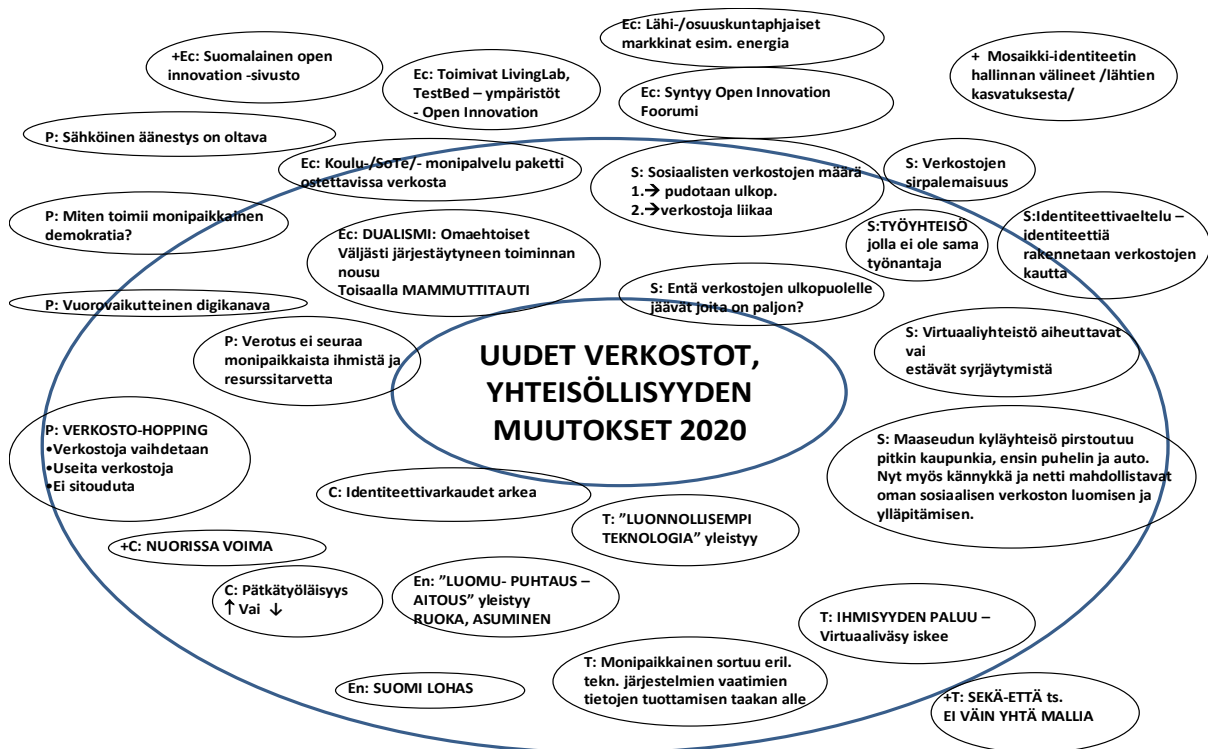 Ec: Lähi-/osuuskuntaphjaiset
markkinat esim. energia
+Ec: Suomalainen open
innovation -sivusto
Ec: Toimivat LivingLab,
TestBed – ympäristöt
- Open Innovation
+ Mosaikki-identiteetin
hallinnan välineet /lähtien
kasvatuksesta/
Ec: Syntyy Open Innovation
Foorumi
P: Sähköinen äänestys on oltava
Ec: Koulu-/SoTe/- monipalvelu paketti
ostettavissa verkosta
S: Sosiaalisten verkostojen määrä
1.→ pudotaan ulkop.
2.→verkostoja liikaa
S: Verkostojen
sirpalemaisuus
P: Miten toimii monipaikkainen
demokratia?
Ec: DUALISMI: Omaehtoiset
Väljästi järjestäytyneen toiminnan
nousu
Toisaalla MAMMUTTITAUTI
S:TYÖYHTEISÖ
jolla ei ole sama
työnantaja
S:Identiteettivaeltelu –
identiteettiä
rakennetaan verkostojen
kautta
P: Vuorovaikutteinen digikanava
S: Entä verkostojen ulkopuolelle
jäävät joita on paljon?
P: Verotus ei seuraa
monipaikkaista ihmistä ja
resurssitarvetta
UUDET VERKOSTOT,
YHTEISÖLLISYYDEN
MUUTOKSET 2020
S: Virtuaaliyhteistö aiheuttavat
vai
estävät syrjäytymistä
P: VERKOSTO-HOPPING
•Verkostoja vaihdetaan
•Useita verkostoja
•Ei sitouduta
S: Maaseudun kyläyhteisö pirstoutuu
pitkin kaupunkia, ensin puhelin ja auto.
Nyt myös kännykkä ja netti mahdollistavat
oman sosiaalisen verkoston luomisen ja
ylläpitämisen.
C: Identiteettivarkaudet arkea
T: ”LUONNOLLISEMPI
TEKNOLOGIA” yleistyy
+C: NUORISSA VOIMA
C: Pätkätyöläisyys
↑ Vai ↓
En: ”LUOMU- PUHTAUS –
AITOUS” yleistyy
RUOKA, ASUMINEN
T: IHMISYYDEN PALUU –
Virtuaaliväsy iskee
T: Monipaikkainen sortuu eril.
tekn. järjestelmien vaatimien
tietojen tuottamisen taakan alle
En: SUOMI LOHAS
+T: SEKÄ-ETTÄ ts.
EI VÄIN YHTÄ MALLIA